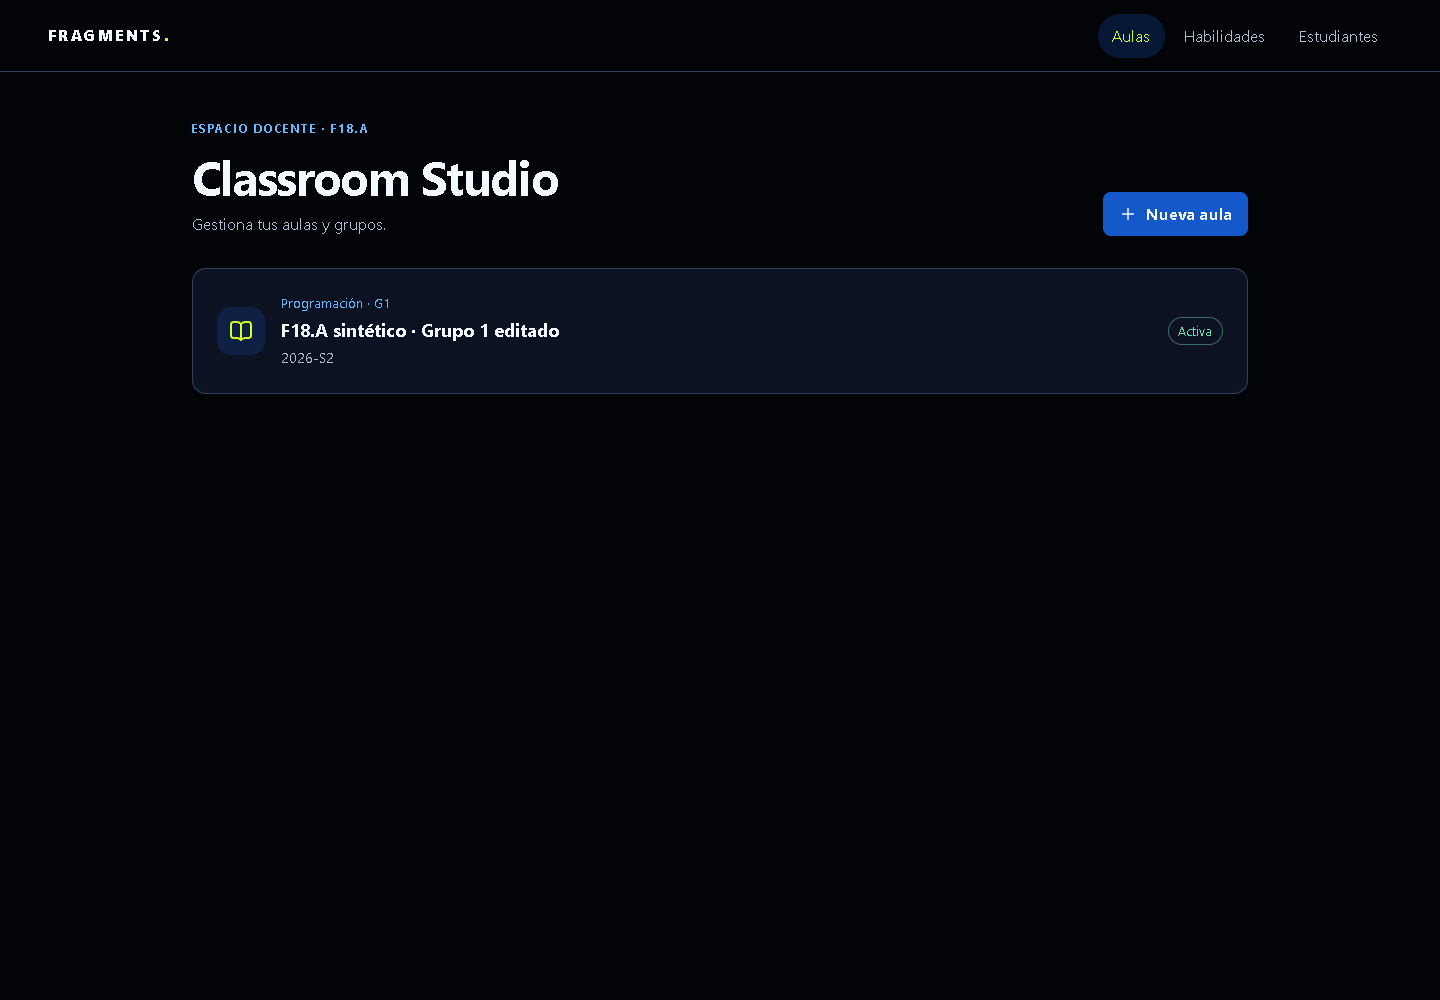 FRAGMENTS.
Aulas
Habilidades
Estudiantes
ESPACIO DOCENTE · F18.A
Classroom Studio
Gestiona tus aulas y grupos.
Nueva aula
Programación · G1
F18.A sintético · Grupo 1 editado
2026-S2
Activa